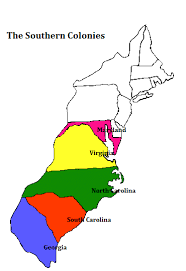 The Southern Colonies
Maryland
Virginia
North Carolina
South Carolina
Georgia